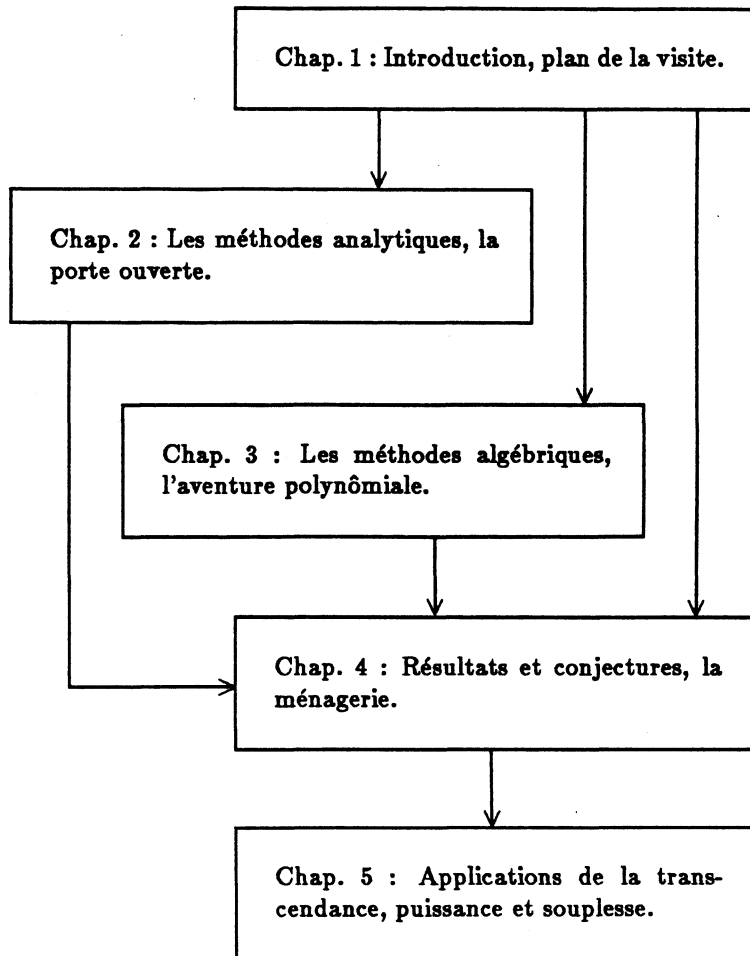 Chap. 1 : Introduction, plan de la visite.
Chap. 2 : Les méthodes analytiques, la
porte ouverte.
Chap. 3 : Les méthodes algébriques,
l'aventure polynômiale.
Chap. 4 : Résultats et conjectures, la
ménagerie.
Chap. 5 : Applications de la trans-
cendance, puissance et souplesse.